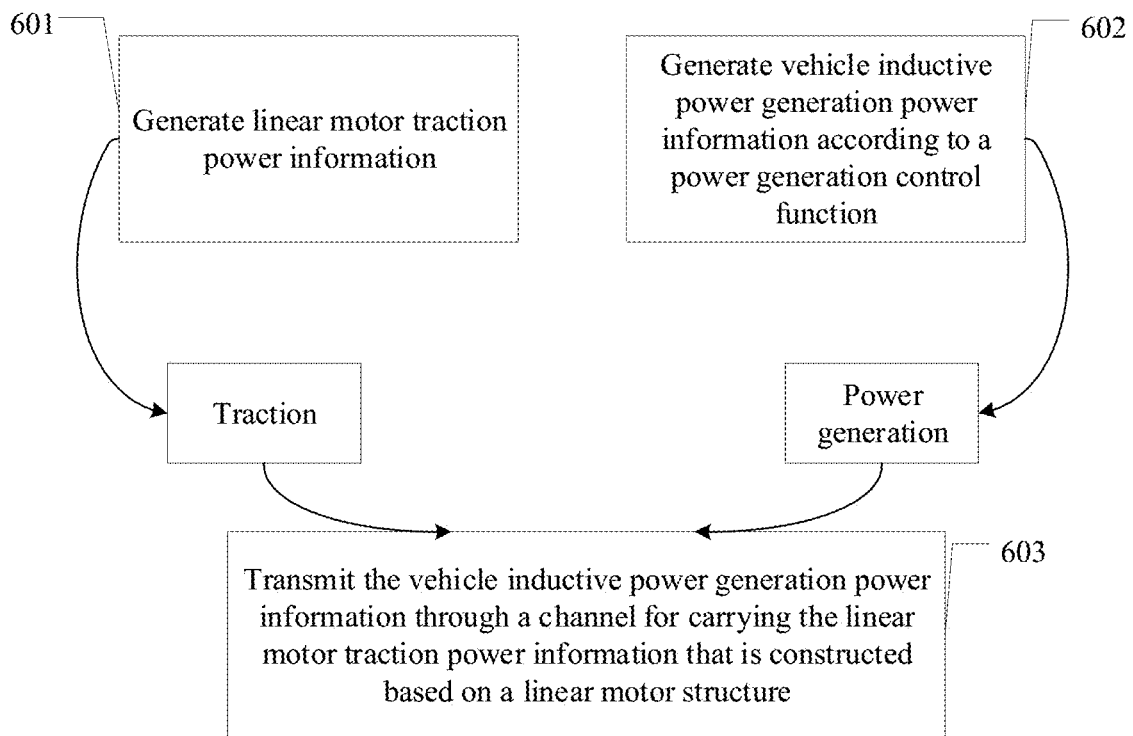 601
Generate linear motor traction
power information
602
Generate vehicle inductive
power generation power
information according to a
power generation control
function
Traction
Power
generation
603
Transmit the vehicle inductive power generation power
information through a channel for carrying the linear
motor traction power information that is constructed
based on a linear motor structure